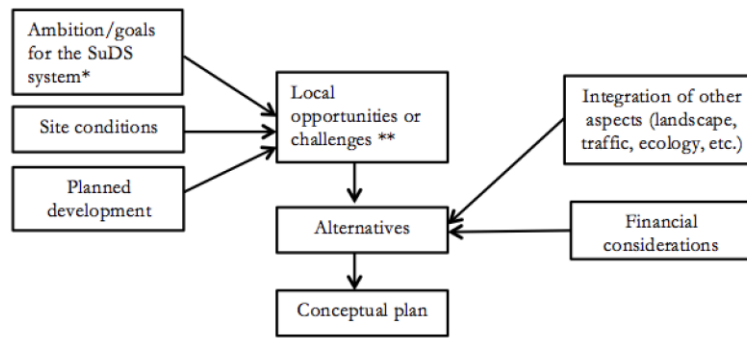 Ambition/goals
for the SuDS
system*
Site conditions
Planned
development
Local
opportunities or
challenges **
Alternatives
Conceptual plan
Integration of other
aspects (landscape,
traffic, ecology, etc.)
Financial
considerations